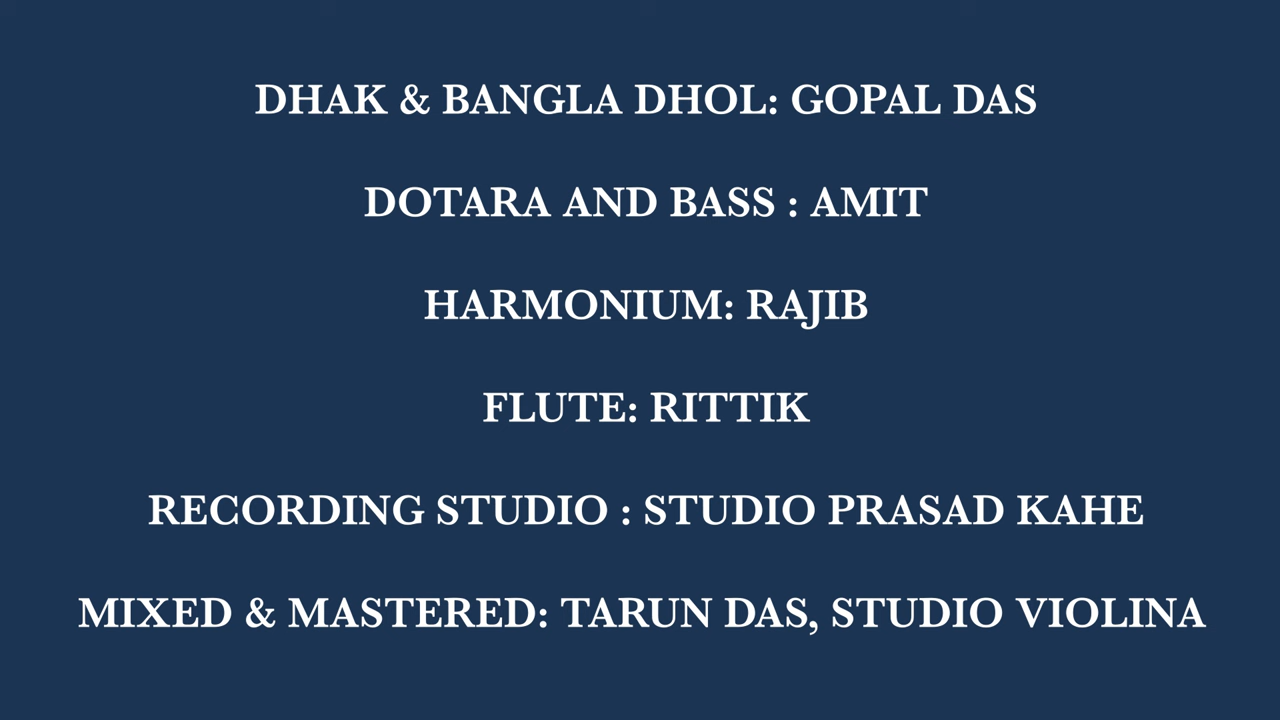 DHAK & BANGLA DHOL: GOPAL DAS
DOTARA AND BASS : AMIT
HARMONIUM: RAJIB
FLUTE: RITTIK
RECORDING STUDIO : STUDIO PRASAD KAHE
MIXED & MASTERED: TARUN DAS, STUDIO VIOLINA